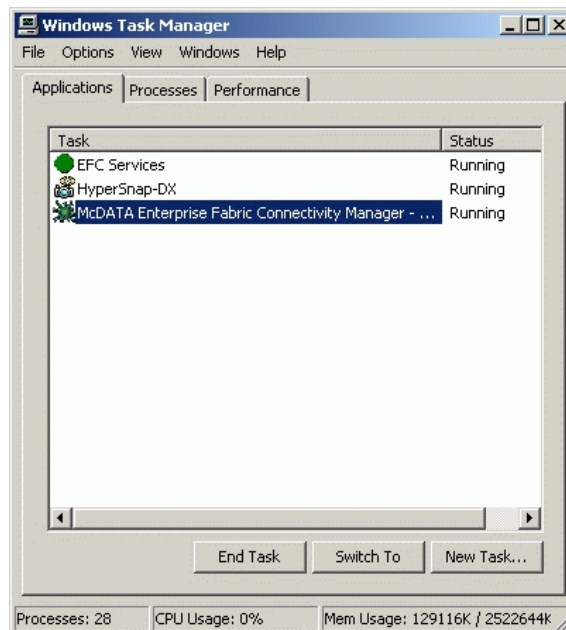 Windows Task Manager
File Options View Windows Help
Applications Processes Performance
Task Status
EFC Services Running
HyperSnap-DX Running
McDATA Enterprise Fabric Connectivity Manager - ... Running
End Task Switch To New Task...
Processes: 28 CPU Usage: 0% Mem Usage: 129116K / 2522644K